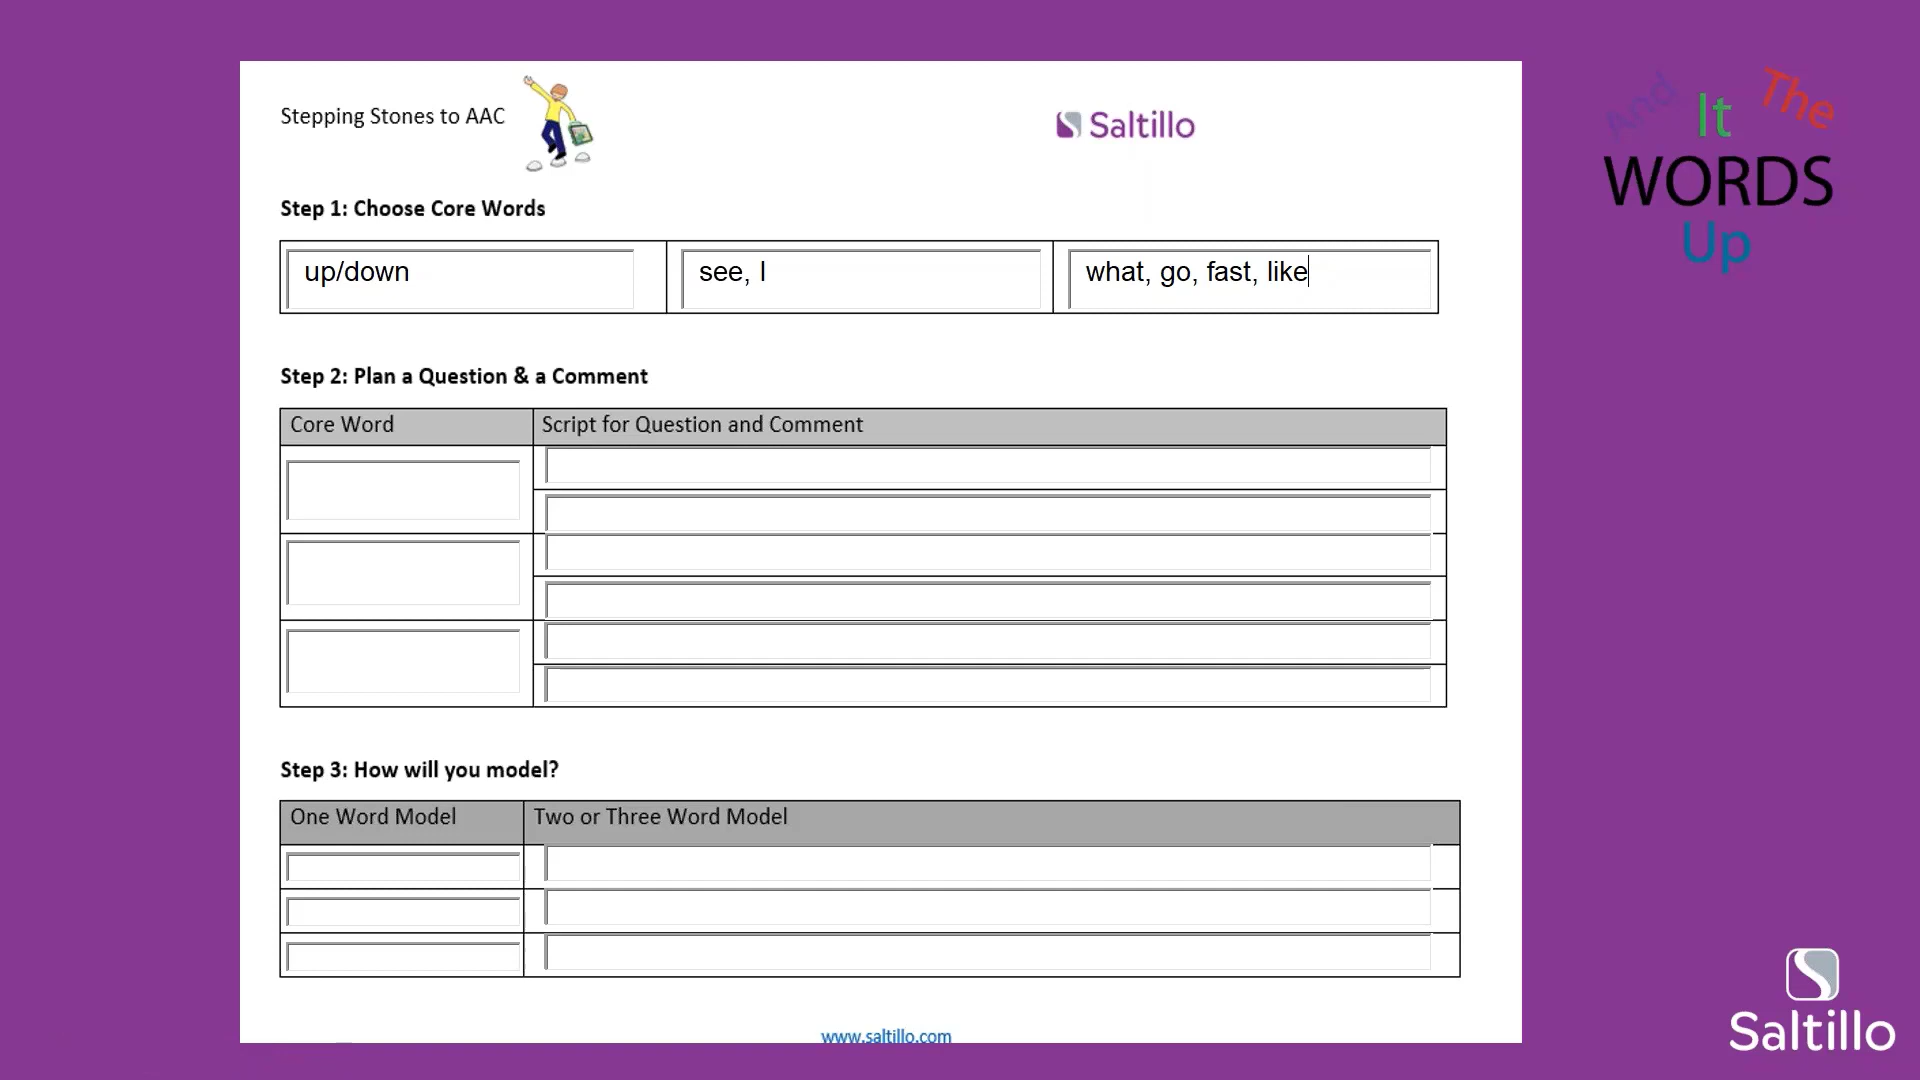 Stepping Stones to AAC
Saltillo
And It The
WORDS
Up
Step 1: Choose Core Words
up/down
see, I
what, go, fast, like
Step 2: Plan a Question & a Comment
Core Word
Script for Question and Comment
Step 3: How will you model?
One Word Model
Two or Three Word Model
www.saltillo.com
Saltillo